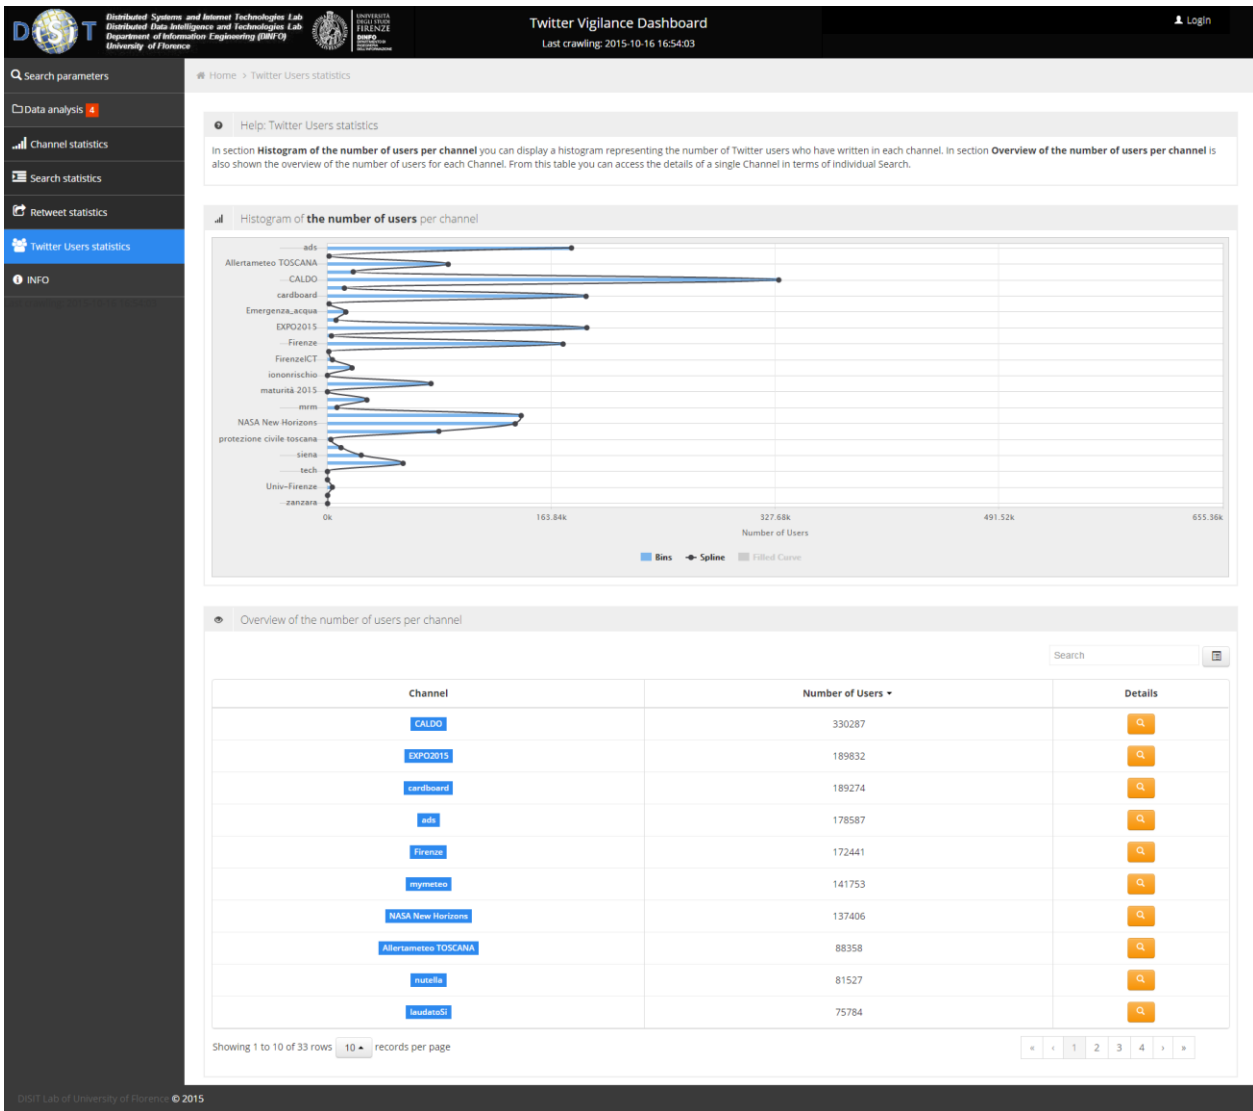 DISIT
Distributed Systems and Internet Technologies Lab
Distributed Data Intelligence and Technologies Lab
Department of Information Engineering (DINFO)
University of Florence
UNIVERSITÀ
DEGLI STUDI
FIRENZE
DINFO
Twitter Vigilance Dashboard
Last crawling: 2015-10-16 16:54:03
Login
Search parameters
Data analysis 4
Channel statistics
Search statistics
Retweet statistics
Twitter Users statistics
INFO
Home > Twitter Users statistics
Help: Twitter Users statistics
In section Histogram of the number of users per channel you can display a histogram representing the number of Twitter users who have written in each channel. In section Overview of the number of users per channel is
also shown the overview of the number of users for each Channel. From this table you can access the details of a single Channel in terms of individual Search.
Histogram of the number of users per channel
ads
Allertameteo TOSCANA
CALDO
cardboard
Emergenza_acqua
EXPO2015
Firenze
FirenzeICT
iononrischio
maturità 2015
mrm
NASA New Horizons
protezione civile toscana
siena
tech
Univ-Firenze
zanzara
0k 163.84k 327.68k 491.52k 655.36k
Number of Users
Bins Spline Filled Curve
Overview of the number of users per channel
Search
Channel Number of Users Details
CALDO 330287
EXPO2015 189832
cardboard 189274
ads 178587
Firenze 172441
mymeteo 141753
NASA New Horizons 137406
Allertameteo TOSCANA 88358
nutella 81527
laudatoSi 75784
Showing 1 to 10 of 33 rows 10 records per page
« ‹ 1 2 3 4 › »
DISIT Lab of University of Florence © 2015